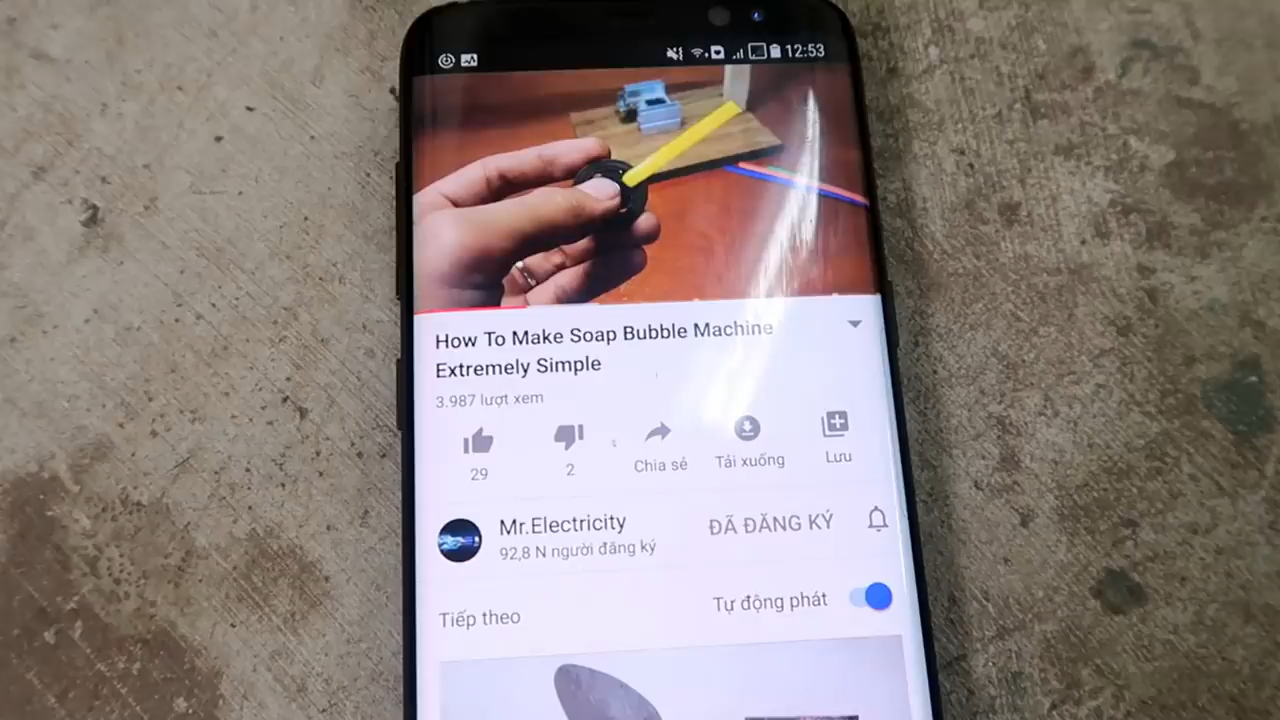 12:53
How To Make Soap Bubble Machine
Extremely Simple
3.987 lượt xem
29
2
Chia sẻ
Tải xuống
Lưu
Mr.Electricity
ĐÃ ĐĂNG KÝ
92,8 N người đăng ký
Tiếp theo
Tự động phát